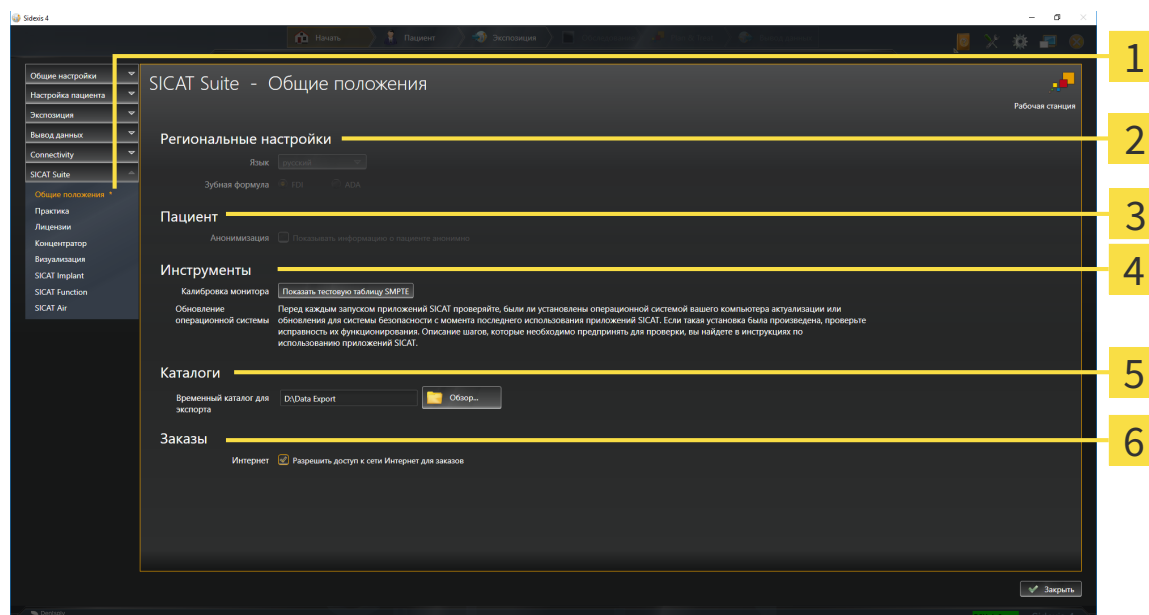 Sidexis 4
Начать
Пациент
Экспозиция
1
Общие настройки
Настройка пациента
Экспозиция
Вывод данных
Connectivity
SICAT Suite
Общие положения *
Практика
Лицензии
Концентратор
Визуализация
SICAT Implant
SICAT Function
SICAT Air
SICAT Suite - Общие положения
Рабочая станция
Региональные настройки
2
Язык русский
Зубная формула FDI ADA
Пациент
3
Анонимизация Показывать информацию о пациенте анонимно
Инструменты
4
Калибровка монитора Показать тестовую таблицу SMPTE
Обновление операционной системы
Перед каждым запуском приложений SICAT проверяйте, были ли установлены операционной системой вашего компьютера актуализации или
обновления для системы безопасности с момента последнего использования приложений SICAT. Если такая установка была произведена, проверьте
исправность их функционирования. Описание шагов, которые необходимо предпринять для проверки, вы найдете в инструкциях по
использованию приложений SICAT.
Каталоги
5
Временный каталог для экспорта
D:\Data Export
Обзор...
Заказы
6
Интернет Разрешить доступ к сети Интернет для заказов
Закрыть